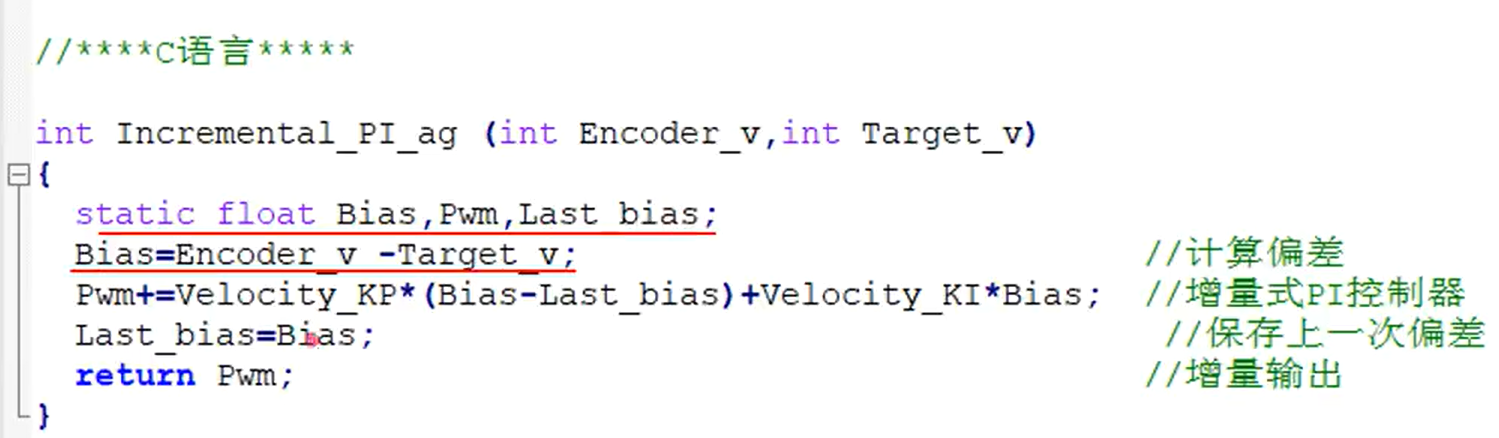 //****C语言*****
int Incremental_PI_ag (int Encoder_v,int Target_v)
{
static float Bias,Pwm,Last_bias;
Bias=Encoder_v -Target_v; //计算偏差
Pwm+=Velocity_KP*(Bias-Last_bias)+Velocity_KI*Bias; //增量式PI控制器
Last_bias=Bias; //保存上一次偏差
return Pwm; //增量输出
}